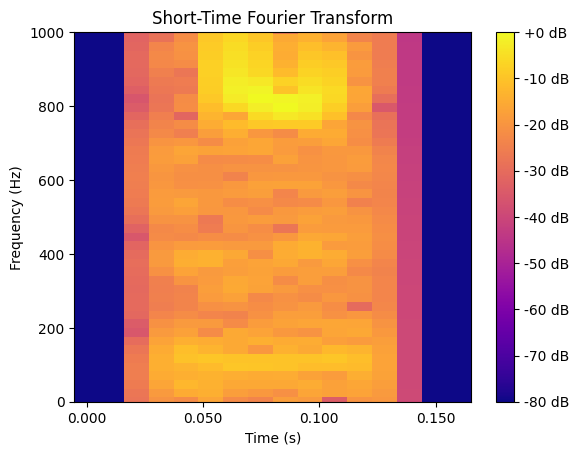 Short-Time Fourier Transform
1000
800
600
400
200
0
Frequency (Hz)
0.000
0.050
0.100
0.150
Time (s)
+0 dB
-10 dB
-20 dB
-30 dB
-40 dB
-50 dB
-60 dB
-70 dB
-80 dB